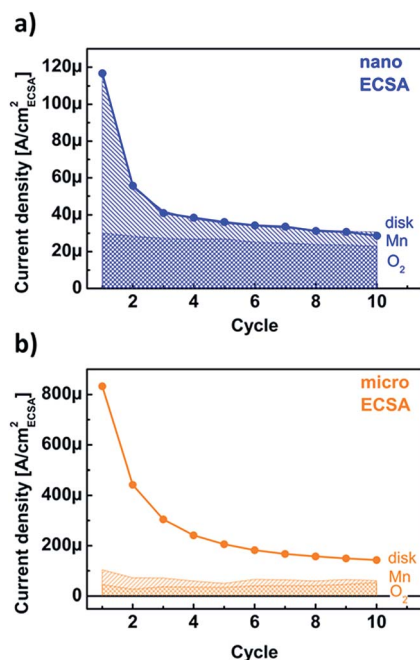 a)
nano
ECSA
Current density [A/cm²ECSA]
120µ
100µ
80µ
60µ
40µ
20µ
0
disk
Mn
O₂
2 4 6 8 10
Cycle
b)
micro
ECSA
Current density [A/cm²ECSA]
800µ
600µ
400µ
200µ
0
disk
Mn
O₂
2 4 6 8 10
Cycle